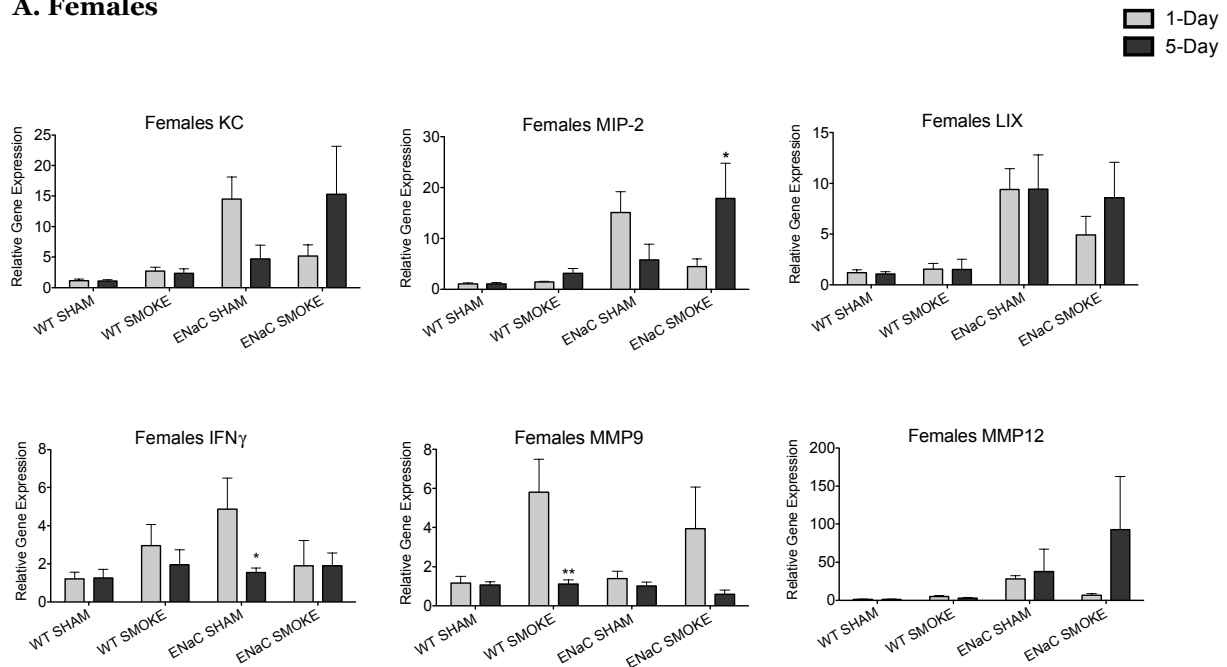 A. Females
1-Day
5-Day
Females KC
Relative Gene Expression
25
20
15
10
5
0
WT SHAM
WT SMOKE
ENaC SHAM
ENaC SMOKE
Females MIP-2
Relative Gene Expression
30
20
10
0
*
WT SHAM
WT SMOKE
ENaC SHAM
ENaC SMOKE
Females LIX
Relative Gene Expression
15
10
5
0
WT SHAM
WT SMOKE
ENaC SHAM
ENaC SMOKE
Females IFNγ
Relative Gene Expression
8
6
4
2
0
*
WT SHAM
WT SMOKE
ENaC SHAM
ENaC SMOKE
Females MMP9
Relative Gene Expression
8
6
4
2
0
**
WT SHAM
WT SMOKE
ENaC SHAM
ENaC SMOKE
Females MMP12
Relative Gene Expression
200
150
100
50
0
WT SHAM
WT SMOKE
ENaC SHAM
ENaC SMOKE